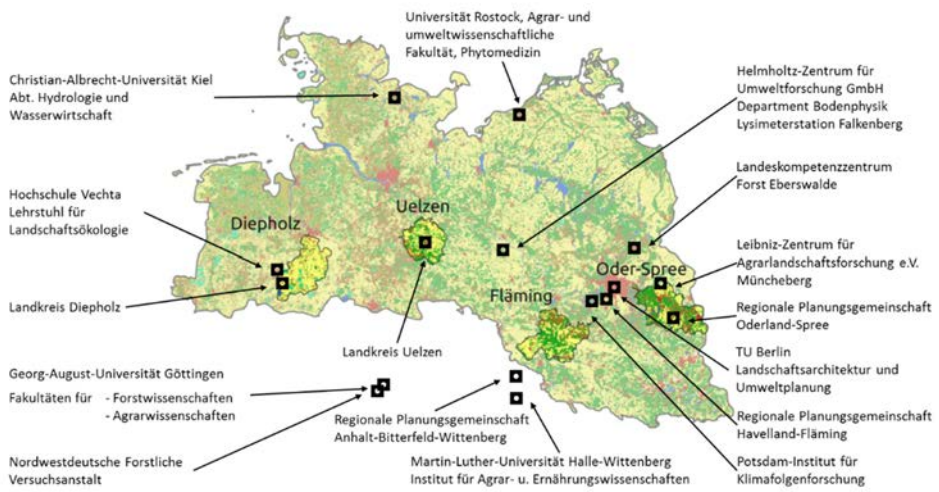 Universität Rostock, Agrar- und
umweltwissenschaftliche
Fakultät, Phytomedizin
Christian-Albrecht-Universität Kiel
Abt. Hydrologie und
Wasserwirtschaft
Helmholtz-Zentrum für
Umweltforschung GmbH
Department Bodenphysik
Lysimeterstation Falkenberg
Landeskompetenzzentrum
Forst Eberswalde
Hochschule Vechta
Lehrstuhl für
Landschaftsökologie
Diepholz
Uelzen
Leibniz-Zentrum für
Agrarlandschaftsforschung e.V.
Müncheberg
Oder-Spree
Fläming
Landkreis Diepholz
Regionale Planungsgemeinschaft
Oderland-Spree
Landkreis Uelzen
TU Berlin
Landschaftsarchitektur und
Umweltplanung
Georg-August-Universität Göttingen
Fakultäten für - Forstwissenschaften
- Agrarwissenschaften
Regionale Planungsgemeinschaft
Anhalt-Bitterfeld-Wittenberg
Regionale Planungsgemeinschaft
Havelland-Fläming
Nordwestdeutsche Forstliche
Versuchsanstalt
Martin-Luther-Universität Halle-Wittenberg
Institut für Agrar- u. Ernährungswissenschaften
Potsdam-Institut für
Klimafolgenforschung